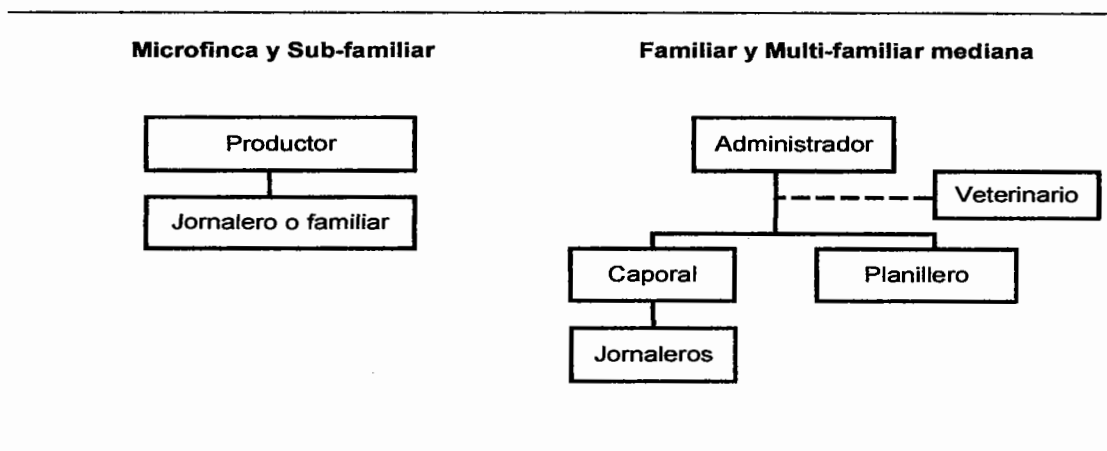 Microfinca y Sub-familiar
Productor
Jornalero o familiar
Familiar y Multi-familiar mediana
Administrador
Veterinario
Caporal
Planillero
Jornaleros